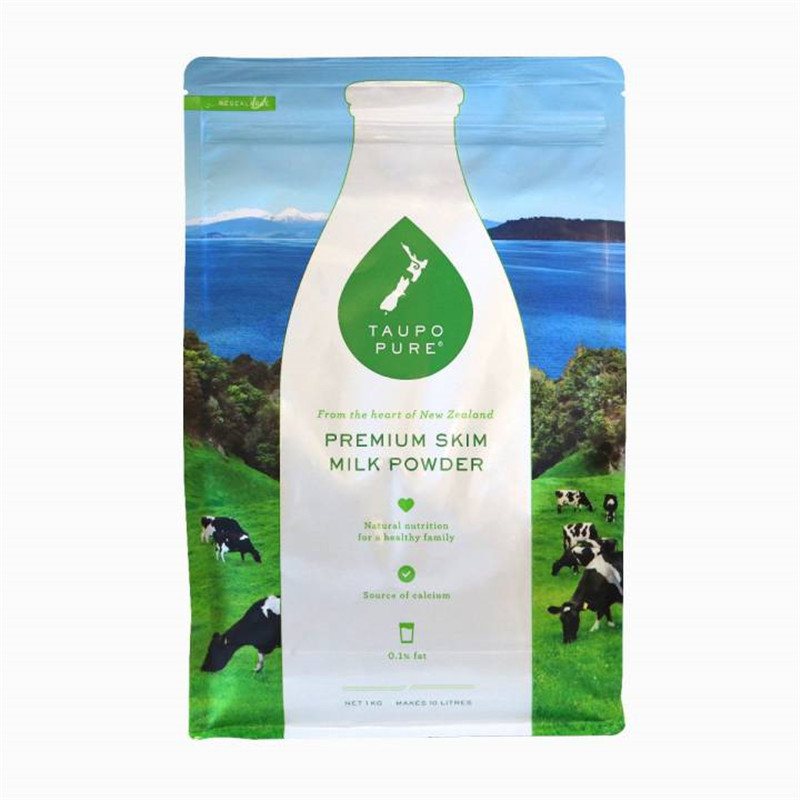 RESEALABLE
TAUPO
PURE®
From the heart of New Zealand
PREMIUM SKIM
MILK POWDER
Natural nutrition
for a healthy family
Source of calcium
0.1% fat
NET 1 KG MAKES 10 LITRES